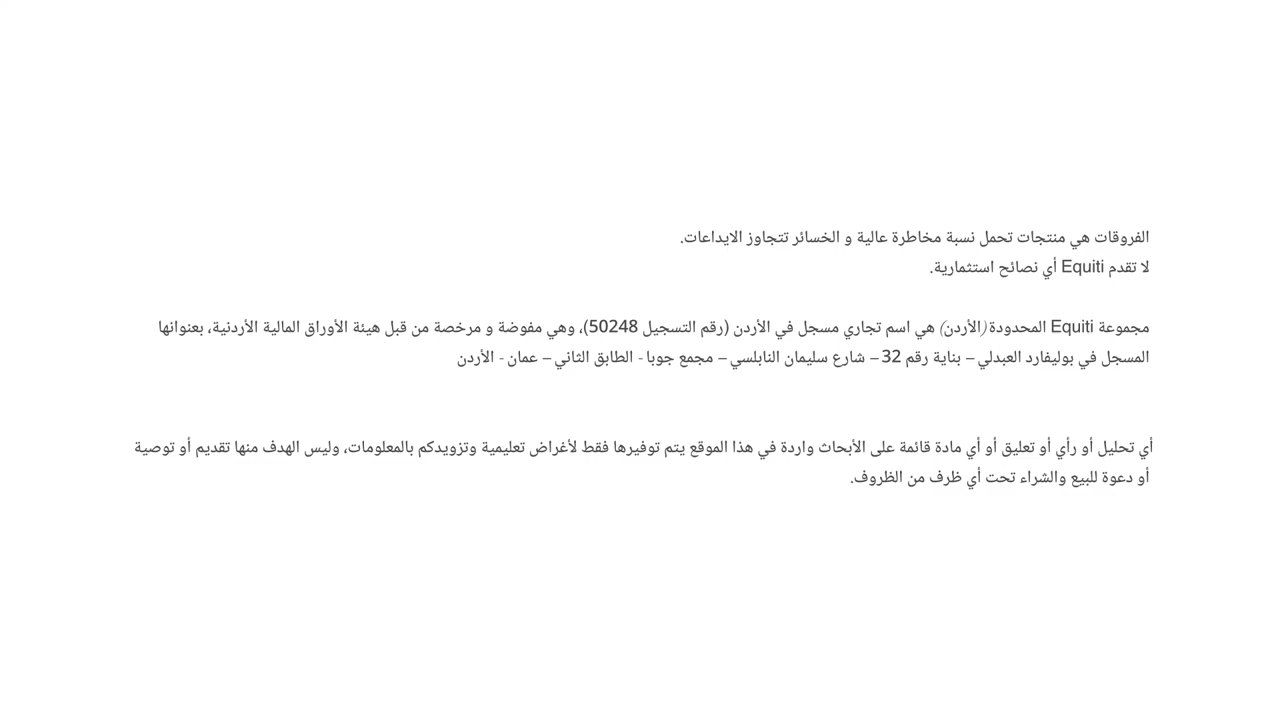 الفروقات هي منتجات تحمل نسبة مخاطرة عالية و الخسائر تتجاوز الايداعات.
لا تقدم Equiti أي نصائح استثمارية.
مجموعة Equiti المحدودة (الأردن) هي اسم تجاري مسجل في الأردن (رقم التسجيل 50248)، وهي مفوضة و مرخصة من قبل هيئة الأوراق المالية الأردنية، بعنوانها
المسجل في بوليفارد العبدلي – بناية رقم 32 – شارع سليمان النابلسي – مجمع جوبا - الطابق الثاني – عمان - الأردن
أي تحليل أو رأي أو تعليق أو أي مادة قائمة على الأبحاث واردة في هذا الموقع يتم توفيرها فقط لأغراض تعليمية وتزويدكم بالمعلومات، وليس الهدف منها تقديم أو توصية
أو دعوة للبيع والشراء تحت أي ظرف من الظروف.